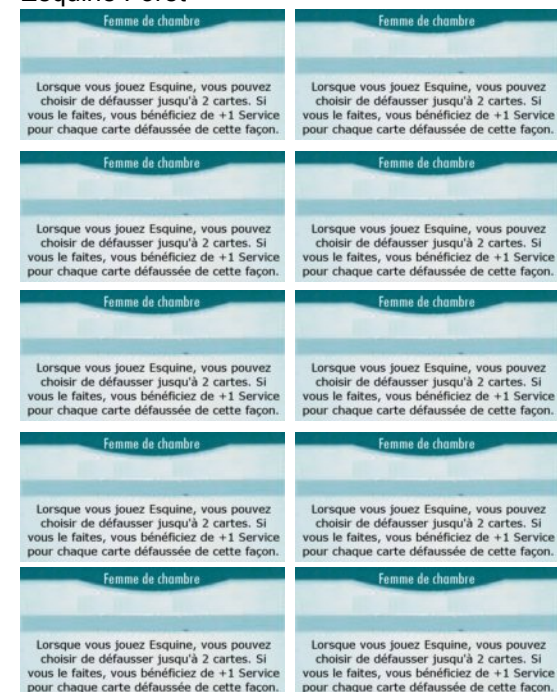 Esquine Foret
Femme de chambre
Lorsque vous jouez Esquine, vous pouvez
choisir de défausser jusqu'à 2 cartes. Si
vous le faites, vous bénéficiez de +1 Service
pour chaque carte défaussée de cette façon.
Femme de chambre
Lorsque vous jouez Esquine, vous pouvez
choisir de défausser jusqu'à 2 cartes. Si
vous le faites, vous bénéficiez de +1 Service
pour chaque carte défaussée de cette façon.
Femme de chambre
Lorsque vous jouez Esquine, vous pouvez
choisir de défausser jusqu'à 2 cartes. Si
vous le faites, vous bénéficiez de +1 Service
pour chaque carte défaussée de cette façon.
Femme de chambre
Lorsque vous jouez Esquine, vous pouvez
choisir de défausser jusqu'à 2 cartes. Si
vous le faites, vous bénéficiez de +1 Service
pour chaque carte défaussée de cette façon.
Femme de chambre
Lorsque vous jouez Esquine, vous pouvez
choisir de défausser jusqu'à 2 cartes. Si
vous le faites, vous bénéficiez de +1 Service
pour chaque carte défaussée de cette façon.
Femme de chambre
Lorsque vous jouez Esquine, vous pouvez
choisir de défausser jusqu'à 2 cartes. Si
vous le faites, vous bénéficiez de +1 Service
pour chaque carte défaussée de cette façon.
Femme de chambre
Lorsque vous jouez Esquine, vous pouvez
choisir de défausser jusqu'à 2 cartes. Si
vous le faites, vous bénéficiez de +1 Service
pour chaque carte défaussée de cette façon.
Femme de chambre
Lorsque vous jouez Esquine, vous pouvez
choisir de défausser jusqu'à 2 cartes. Si
vous le faites, vous bénéficiez de +1 Service
pour chaque carte défaussée de cette façon.
Femme de chambre
Lorsque vous jouez Esquine, vous pouvez
choisir de défausser jusqu'à 2 cartes. Si
vous le faites, vous bénéficiez de +1 Service
pour chaque carte défaussée de cette façon.
Femme de chambre
Lorsque vous jouez Esquine, vous pouvez
choisir de défausser jusqu'à 2 cartes. Si
vous le faites, vous bénéficiez de +1 Service
pour chaque carte défaussée de cette façon.